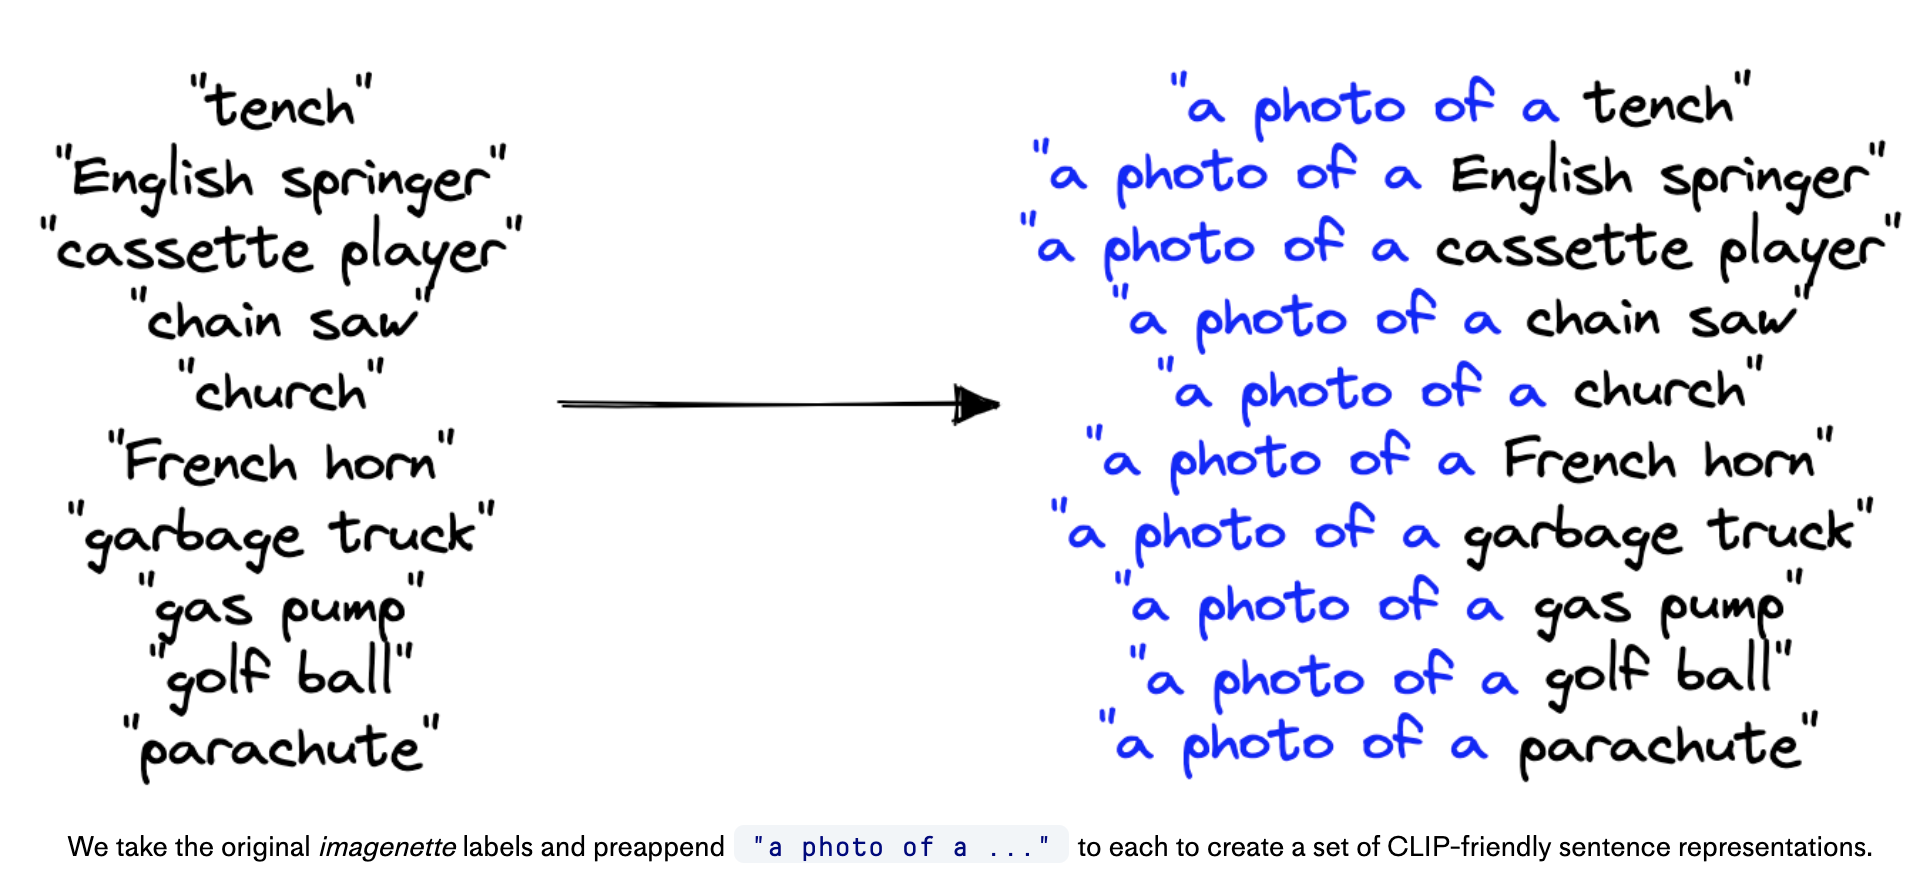 "tench"
"English springer"
"cassette player"
"chain saw"
"church"
"French horn"
"garbage truck"
"gas pump"
"golf ball"
"parachute"
"a photo of a tench"
"a photo of a English springer"
"a photo of a cassette player"
"a photo of a chain saw"
"a photo of a church"
"a photo of a French horn"
"a photo of a garbage truck"
"a photo of a gas pump"
"a photo of a golf ball"
"a photo of a parachute"
We take the original imagenette labels and preappend "a photo of a ..." to each to create a set of CLIP-friendly sentence representations.